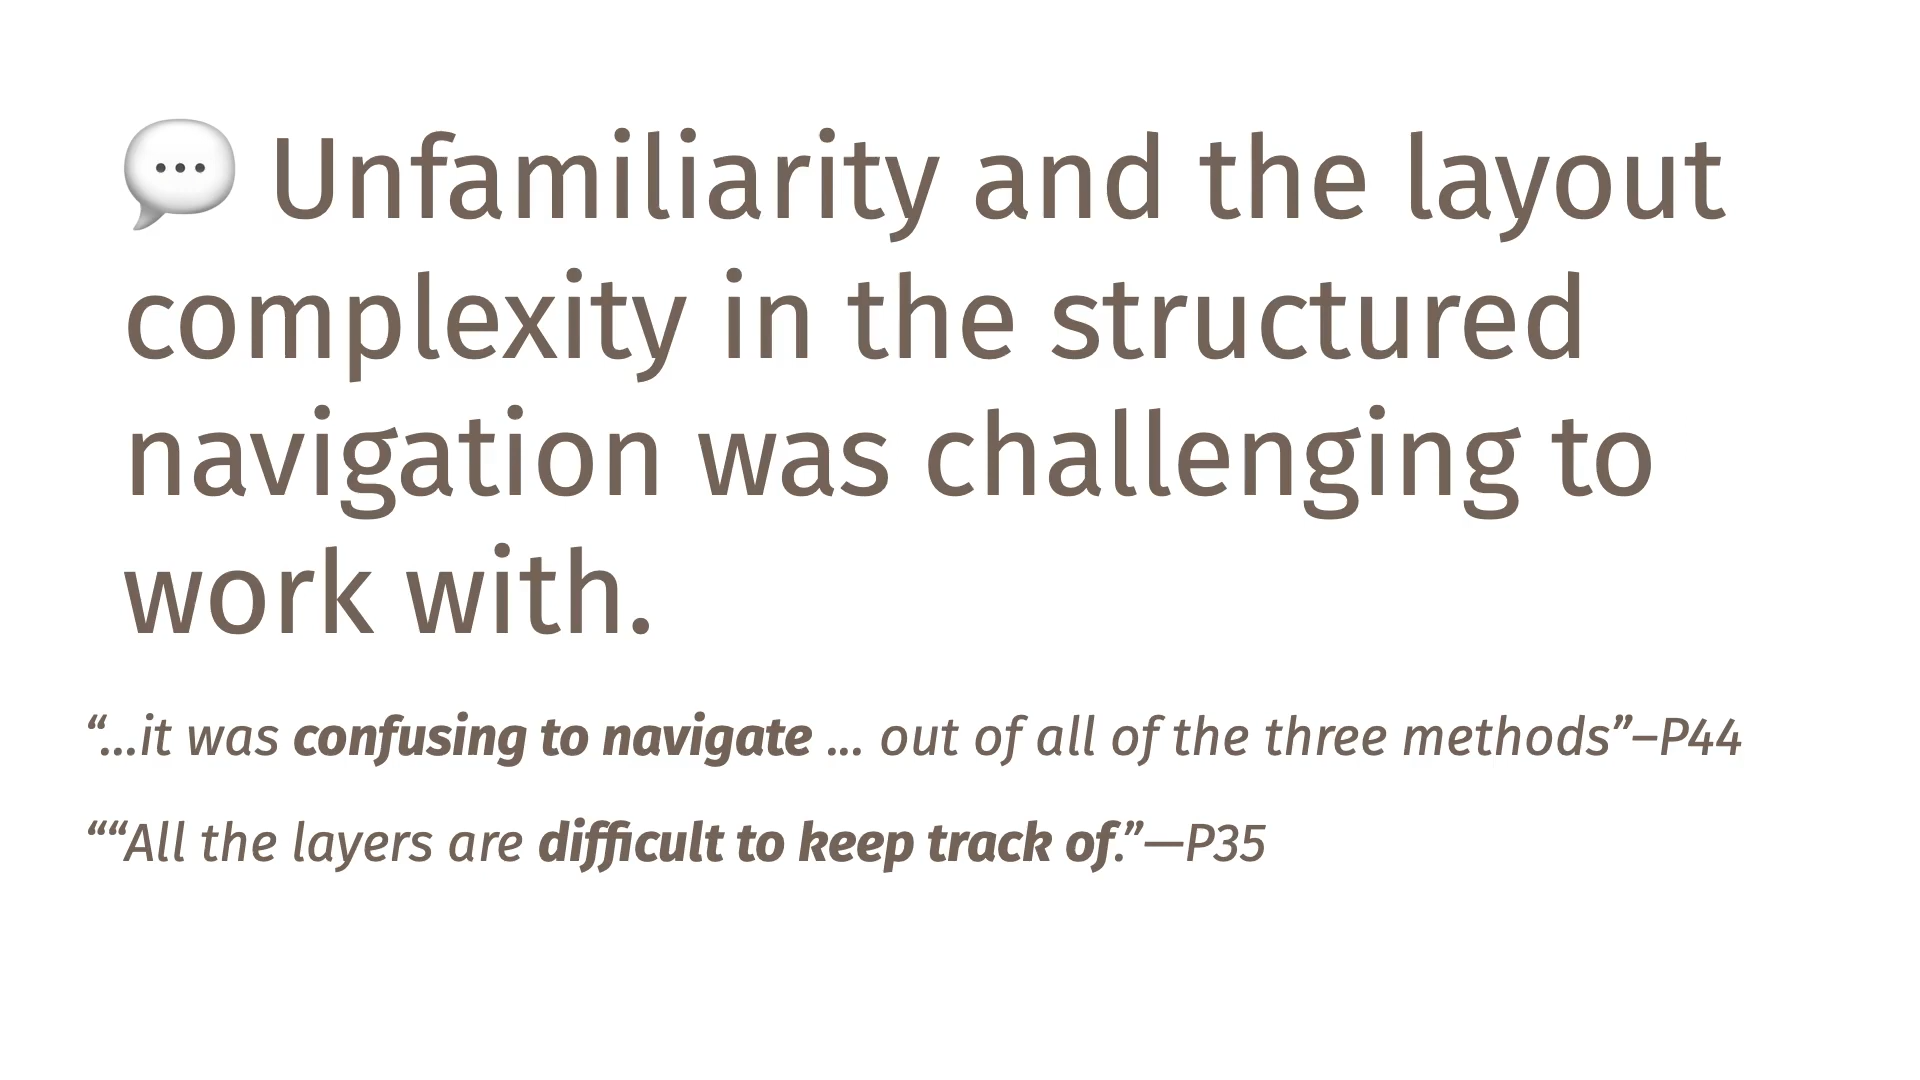 💬 Unfamiliarity and the layout
complexity in the structured
navigation was challenging to
work with.
“…it was confusing to navigate … out of all of the three methods”–P44
““All the layers are difficult to keep track of.”—P35